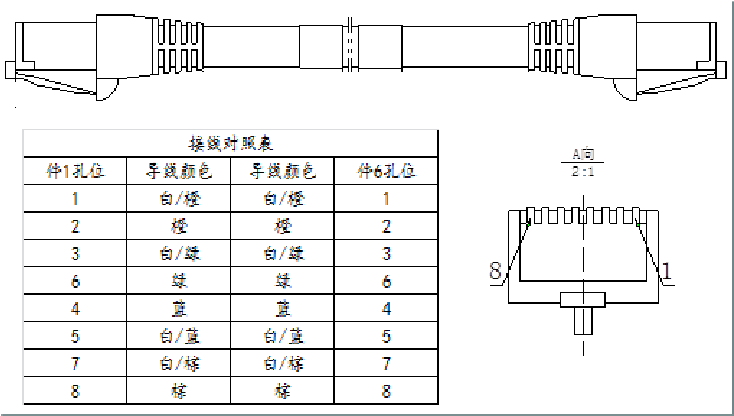 接线对照表
件1孔位 导线颜色 导线颜色 件6孔位
1 白/橙 白/橙 1
2 橙 橙 2
3 白/绿 白/绿 3
6 绿 绿 6
4 蓝 蓝 4
5 白/蓝 白/蓝 5
7 白/棕 白/棕 7
8 棕 棕 8
A向
2:1
8 1